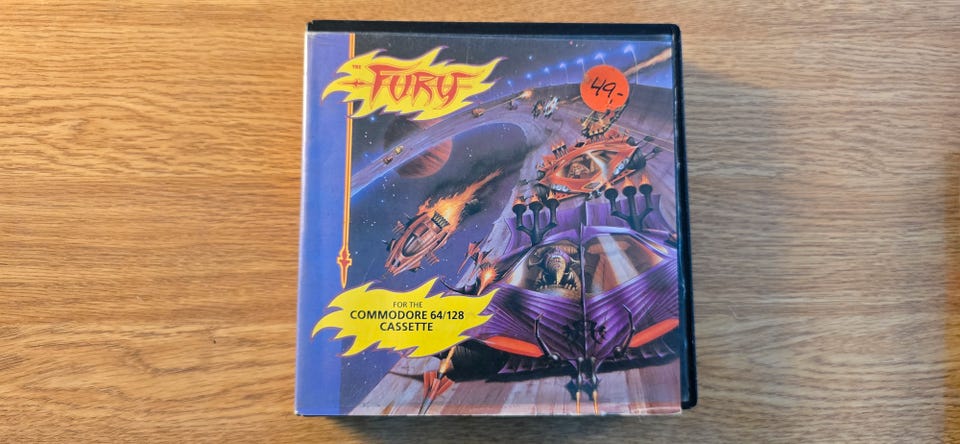 THE
FURY
49,-
FOR THE
COMMODORE 64/128
CASSETTE